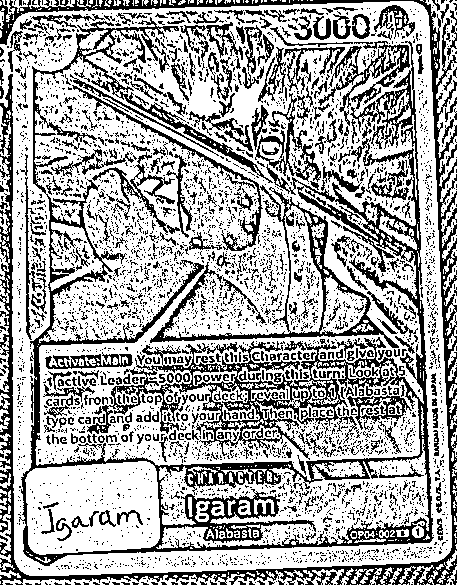 3000
Activate: Main You may rest this Character and give your
1 active Leader -5000 power during this turn: Look at 5
cards from the top of your deck; reveal up to 1 {Alabasta}
type card and add it to your hand. Then, place the rest at
the bottom of your deck in any order.
CHARACTER
Igaram
Igaram
Alabasta
OP04-002